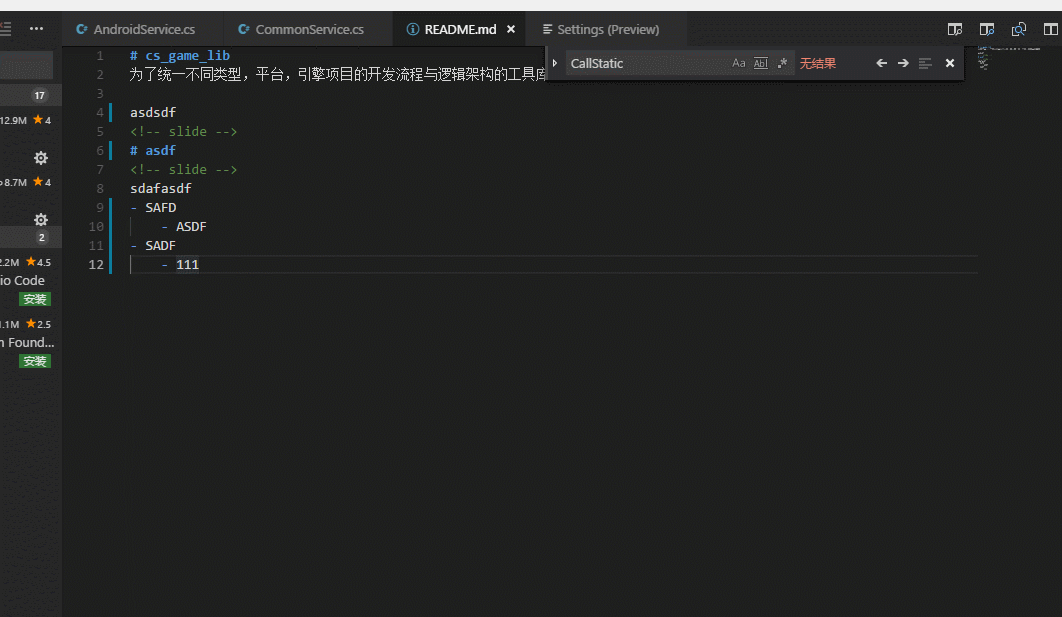 AndroidService.cs
CommonService.cs
README.md
Settings (Preview)
CallStatic
Aa
Abl
.*
无结果
17
12.9M ★4
8.7M ★4
2
2.2M ★4.5
io Code
安装
1.1M ★2.5
n Found...
安装
1 # cs_game_lib
2 为了统一不同类型，平台，引擎项目的开发流程与逻辑架构的工具库
3
4 asdsdf
5 <!-- slide -->
6 # asdf
7 <!-- slide -->
8 sdafasdf
9 - SAFD
10 - ASDF
11 - SADF
12 - 111